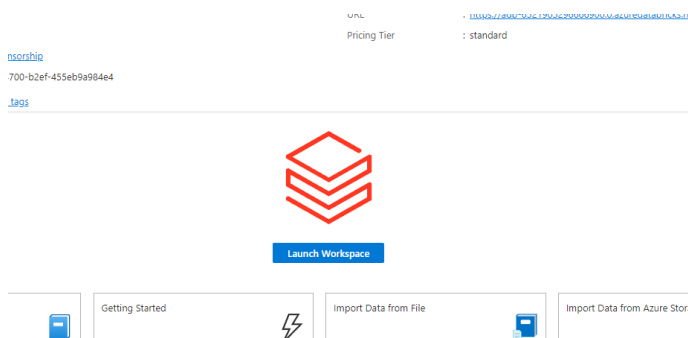 URL
Pricing Tier : standard
nsorship
700-b2ef-455eb9a984e4
tags
Launch Workspace
Getting Started
Import Data from File
Import Data from Azure Stor